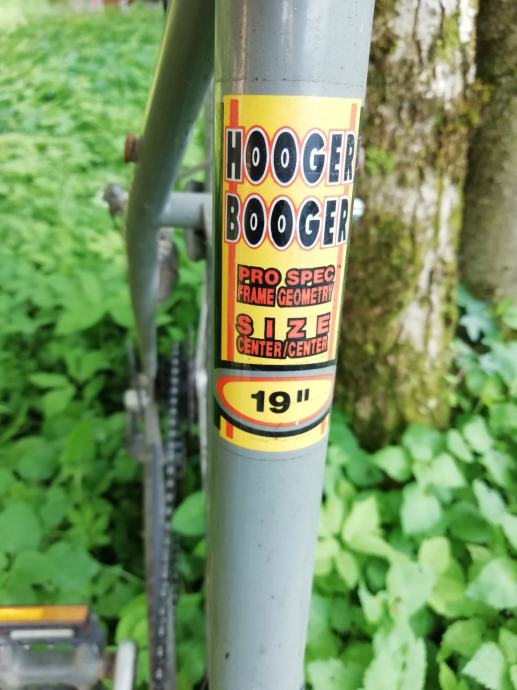 HOOGER
BOOGER
PRO SPEC
FRAME GEOMETRY
SIZE
CENTER/CENTER
19"